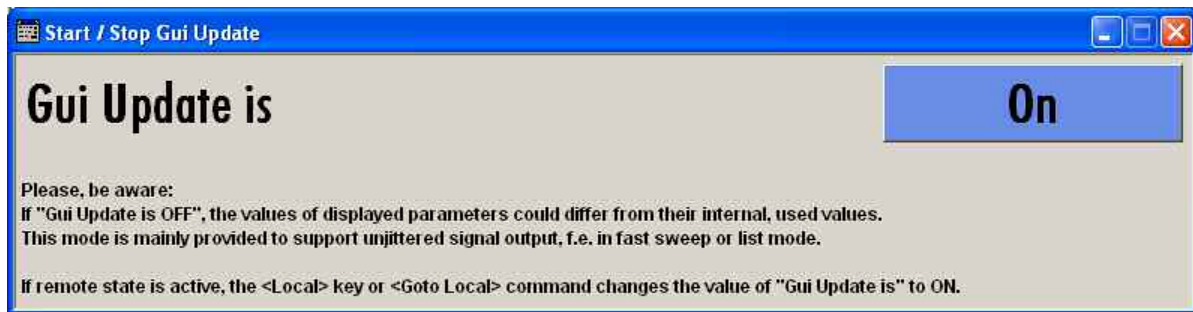 Start / Stop Gui Update
Gui Update is
On
Please, be aware:
If "Gui Update is OFF", the values of displayed parameters could differ from their internal, used values.
This mode is mainly provided to support unjittered signal output, f.e. in fast sweep or list mode.
If remote state is active, the <Local> key or <Goto Local> command changes the value of "Gui Update is" to ON.